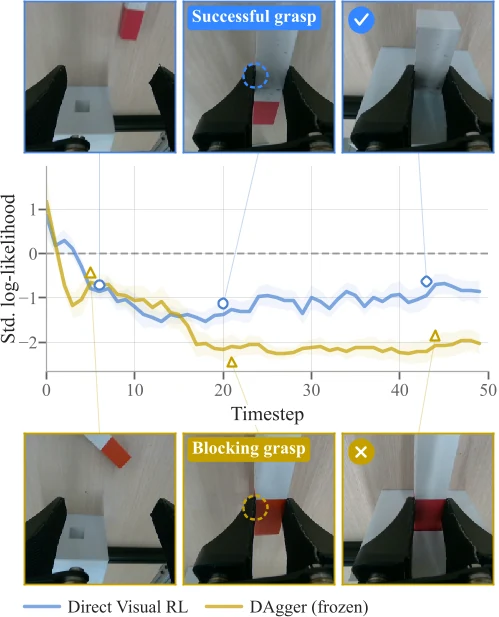 Successful grasp
Std. log-likelihood
1
0
−1
−2
0 10 20 30 40 50
Timestep
Blocking grasp
Direct Visual RL DAgger (frozen)